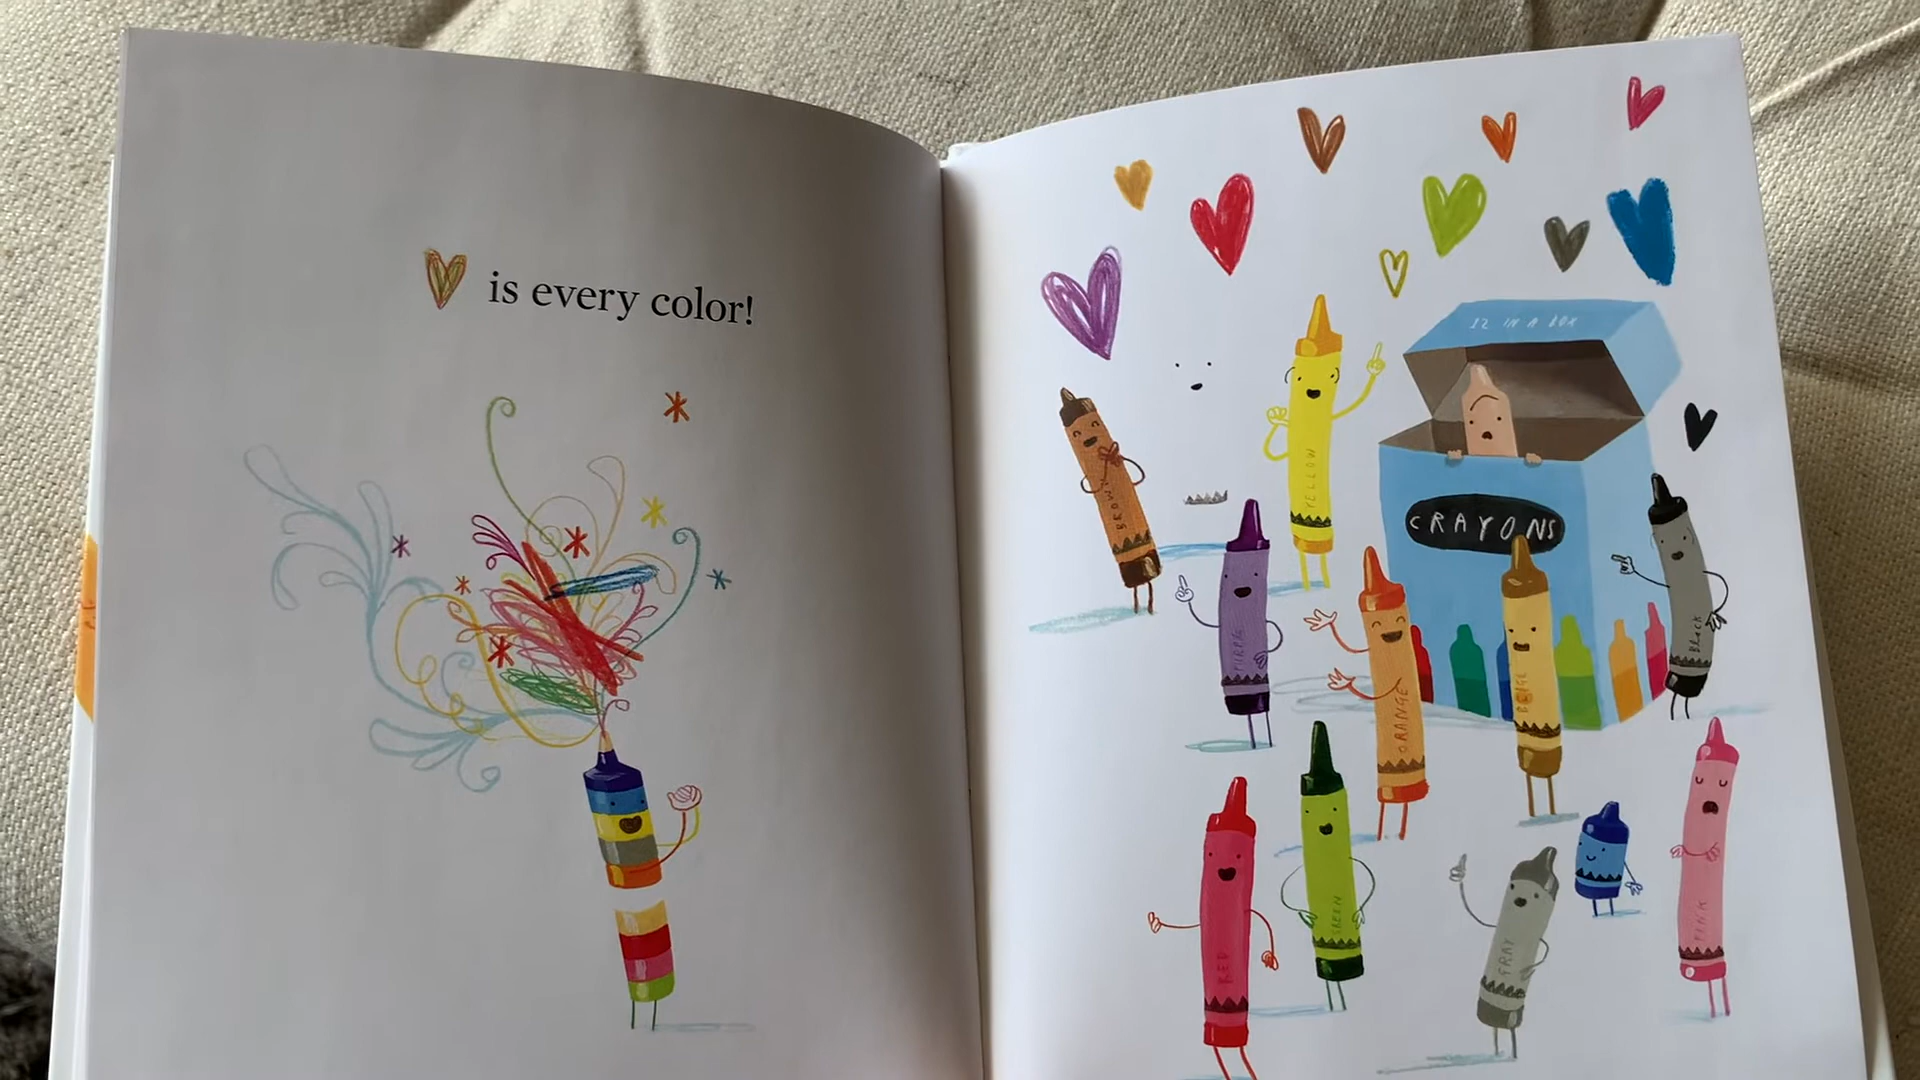 is every color!
12 IN A BOX
CRAYONS
BROWN
YELLOW
PURPLE
ORANGE
BEIGE
BLACK
RED
GREEN
GRAY
PINK